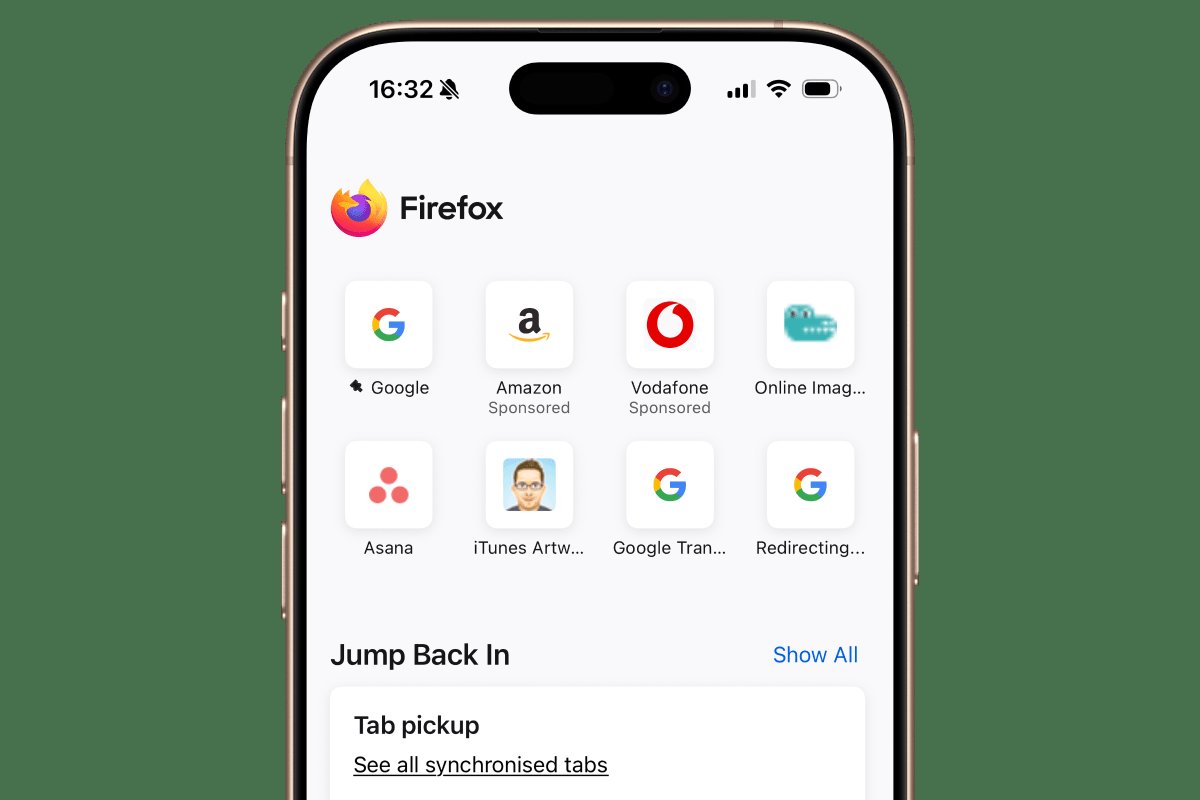 16:32
Firefox
Google
Amazon
Sponsored
Vodafone
Sponsored
Online Imag...
Asana
iTunes Artw...
Google Tran...
Redirecting...
Jump Back In
Show All
Tab pickup
See all synchronised tabs